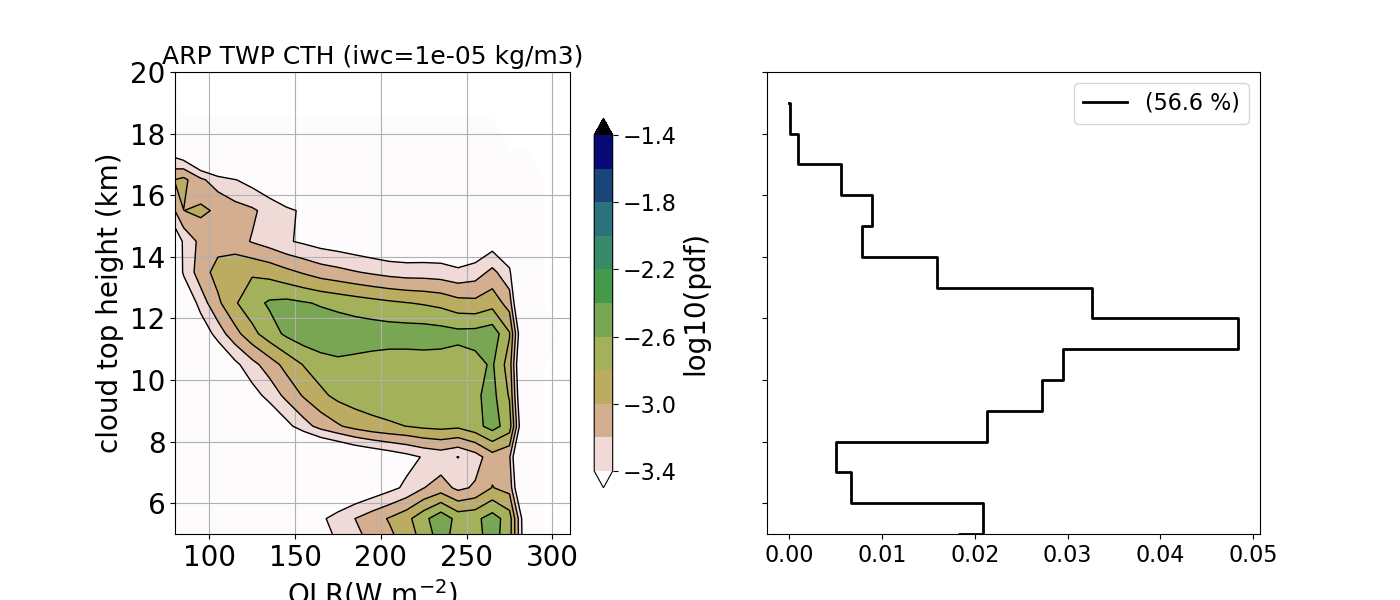 ARP TWP CTH (iwc=1e-05 kg/m3)
20
18
16
14
12
10
8
6
cloud top height (km)
100 150 200 250 300
OLR(W m⁻²)
−1.4
−1.8
−2.2
−2.6
−3.0
−3.4
log10(pdf)
(56.6 %)
0.00 0.01 0.02 0.03 0.04 0.05